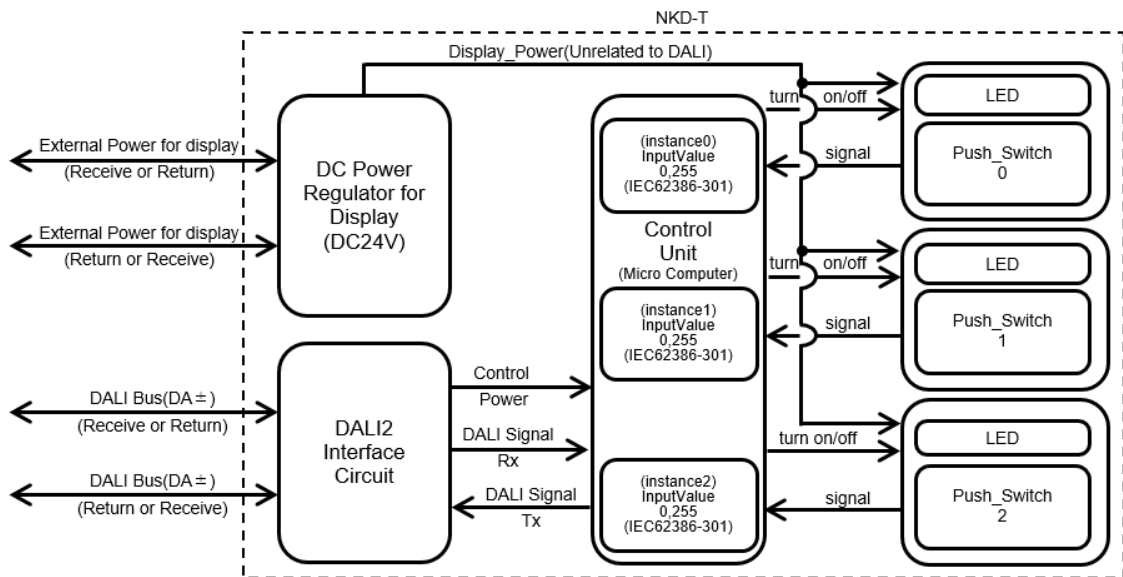 NKD-T
Display_Power(Unrelated to DALI)
External Power for display
(Receive or Return)
External Power for display
(Return or Receive)
DC Power
Regulator for
Display
(DC24V)
DALI Bus(DA±)
(Receive or Return)
DALI Bus(DA±)
(Return or Receive)
DALI2
Interface
Circuit
Control
Power
DALI Signal
Rx
DALI Signal
Tx
(instance0)
InputValue
0,255
(IEC62386-301)
Control
Unit
(Micro Computer)
(instance1)
InputValue
0,255
(IEC62386-301)
(instance2)
InputValue
0,255
(IEC62386-301)
turn on/off
signal
LED
Push_Switch
0
turn on/off
signal
LED
Push_Switch
1
turn on/off
signal
LED
Push_Switch
2